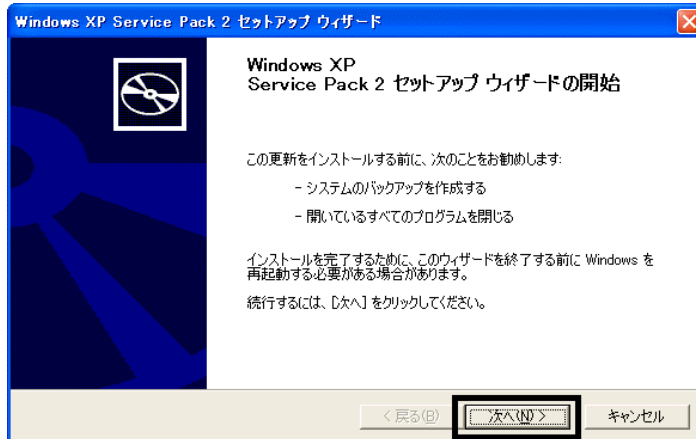 Windows XP Service Pack 2 セットアップ ウィザード
Windows XP
Service Pack 2 セットアップ ウィザードの開始
この更新をインストールする前に、次のことをお勧めします:
- システムのバックアップを作成する
- 開いているすべてのプログラムを閉じる
インストールを完了するために、このウィザードを終了する前に Windows を
再起動する必要がある場合があります。
続行するには、[次へ] をクリックしてください。
< 戻る(B)
次へ(N) >
キャンセル